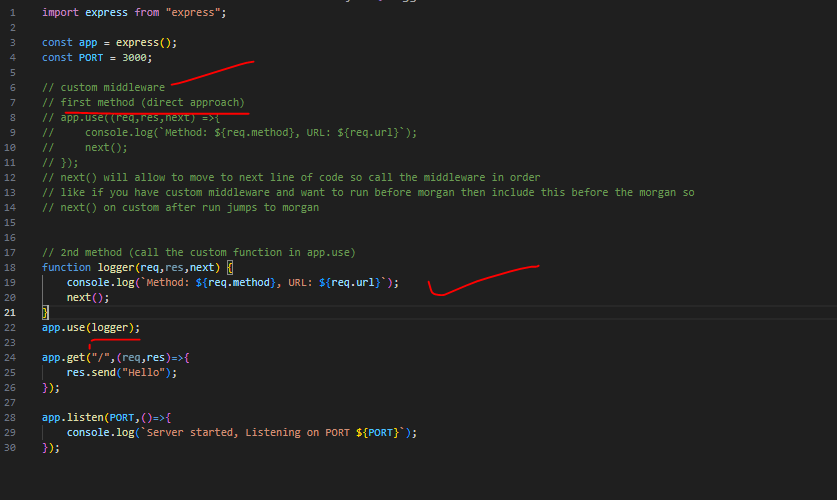 1 import express from "express";
2
3 const app = express();
4 const PORT = 3000;
5
6 // custom middleware
7 // first method (direct approach)
8 // app.use((req,res,next) =>{
9 //     console.log(`Method: ${req.method}, URL: ${req.url}`);
10 //     next();
11 // });
12 // next() will allow to move to next line of code so call the middleware in order
13 // like if you have custom middleware and want to run before morgan then include this before the morgan so
14 // next() on custom after run jumps to morgan
15
16
17 // 2nd method (call the custom function in app.use)
18 function logger(req,res,next) {
19     console.log(`Method: ${req.method}, URL: ${req.url}`);
20     next();
21 }
22 app.use(logger);
23
24 app.get("/",(req,res)=>{
25     res.send("Hello");
26 });
27
28 app.listen(PORT,()=>{
29     console.log(`Server started, Listening on PORT ${PORT}`);
30 });